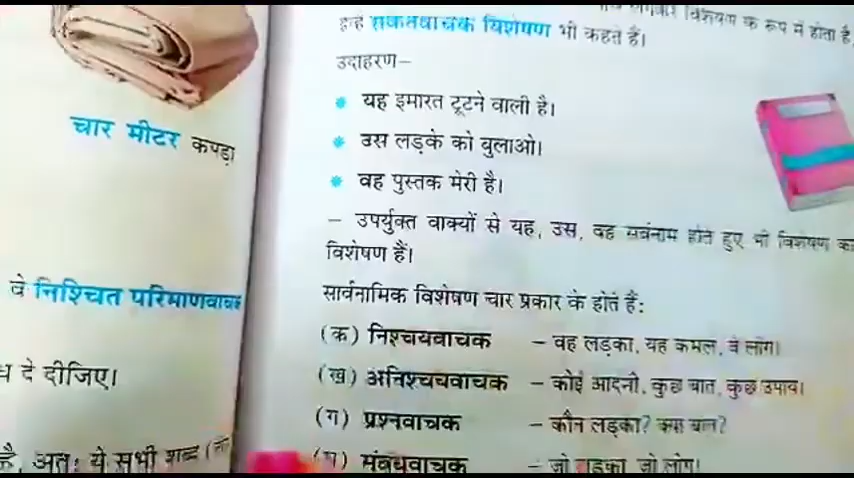 चार मीटर कपड़ा
वे निश्चित परिमाणवाचक
दे दीजिए।
है, अतः ये सभी शब्द
विशेषण के रूप में होता है
इन्हें संकेतवाचक विशेषण भी कहते हैं।
उदाहरण–
* यह इमारत टूटने वाली है।
* उस लड़के को बुलाओ।
* वह पुस्तक मेरी है।
– उपर्युक्त वाक्यों से यह, उस, वह सर्वनाम होते हुए भी विशेषण
विशेषण हैं।
सार्वनामिक विशेषण चार प्रकार के होते हैं:
(क) निश्चयवाचक – वह लड़का, यह कमल, वे लोग।
(ख) अनिश्चयवाचक – कोई आदमी, कुछ बात, कुछ उपाय।
(ग) प्रश्नवाचक – कौन लड़का? क्या बात?
(घ) संबंधवाचक – जो लड़का, जो लोग।